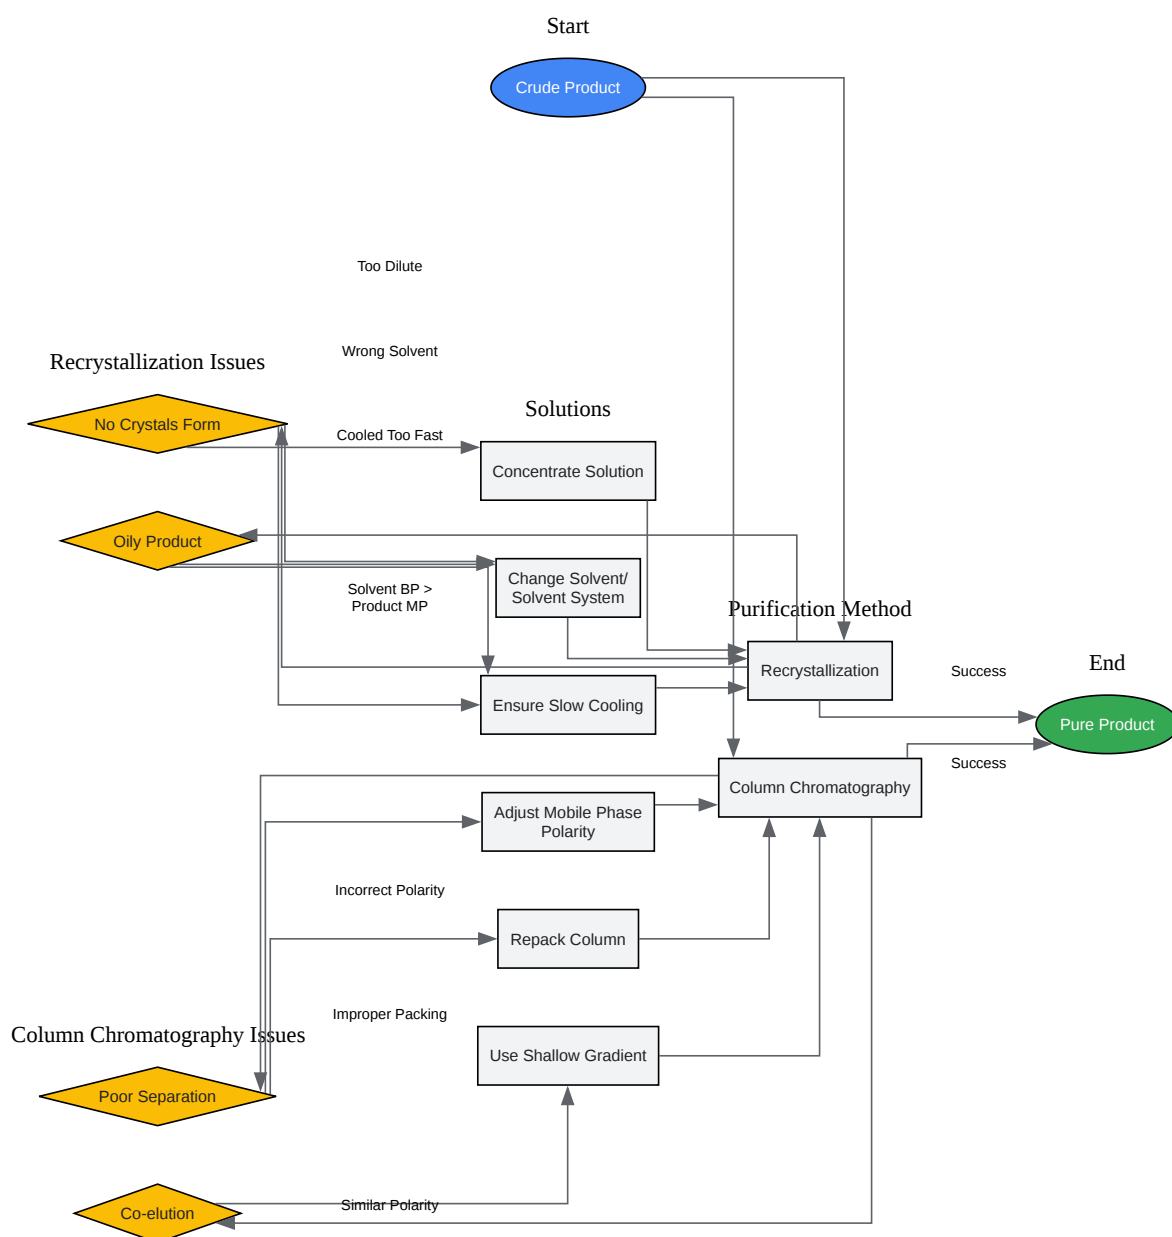 Start
Crude Product
Too Dilute
Wrong Solvent
Recrystallization Issues
No Crystals Form
Cooled Too Fast
Solutions
Concentrate Solution
Oily Product
Solvent BP >
Product MP
Change Solvent/
Solvent System
Purification Method
Recrystallization
Success
End
Pure Product
Ensure Slow Cooling
Success
Column Chromatography
Adjust Mobile Phase
Polarity
Incorrect Polarity
Repack Column
Improper Packing
Column Chromatography Issues
Use Shallow Gradient
Poor Separation
Similar Polarity
Co-elution